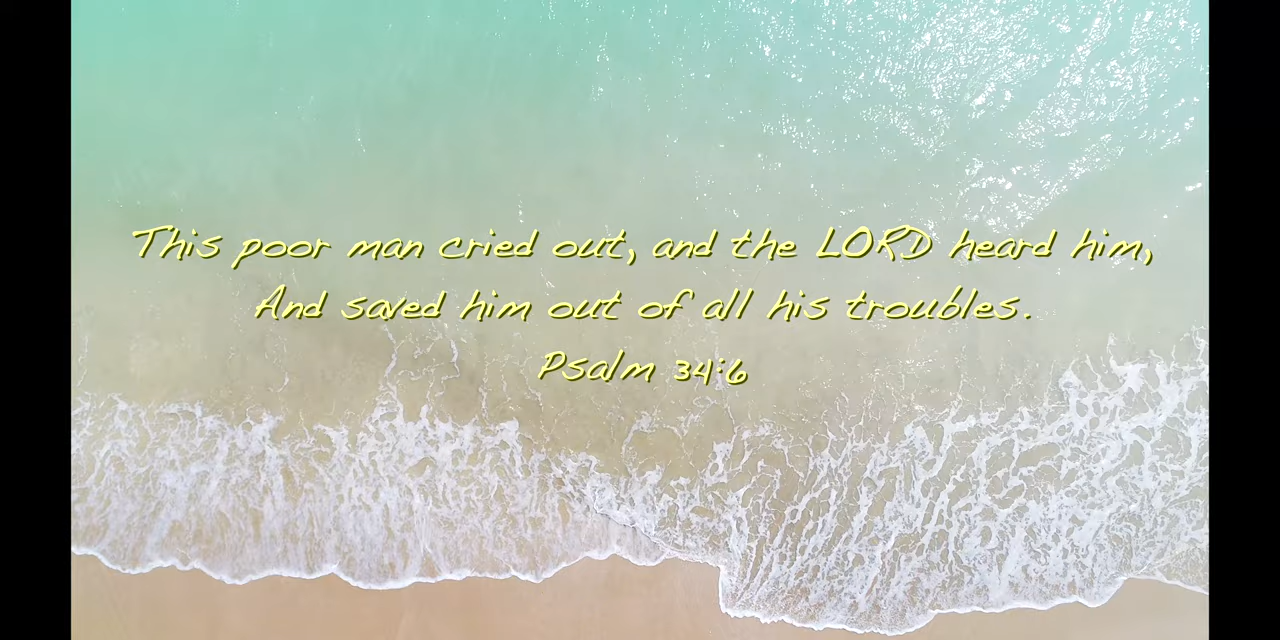 This poor man cried out, and the LORD heard him,
And saved him out of all his troubles.
Psalm 34:6